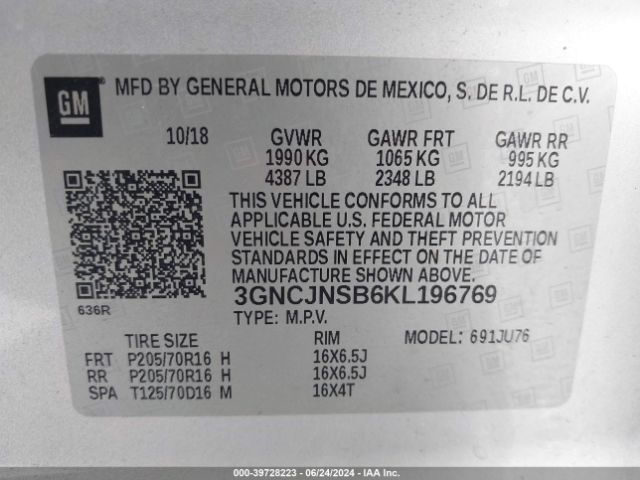 GM
®
MFD BY GENERAL MOTORS DE MEXICO, S. DE R.L. DE C.V.
10/18 GVWR GAWR FRT GAWR RR
1990 KG 1065 KG 995 KG
4387 LB 2348 LB 2194 LB
THIS VEHICLE CONFORMS TO ALL
APPLICABLE U.S. FEDERAL MOTOR
VEHICLE SAFETY AND THEFT PREVENTION
STANDARDS IN EFFECT ON THE DATE OF
MANUFACTURE SHOWN ABOVE.
3GNCJNSB6KL196769
636R
TYPE: M.P.V.
MODEL: 691JU76
TIRE SIZE RIM
FRT P205/70R16 H 16X6.5J
RR P205/70R16 H 16X6.5J
SPA T125/70D16 M 16X4T
000-39728223 - 06/24/2024 - IAA Inc.